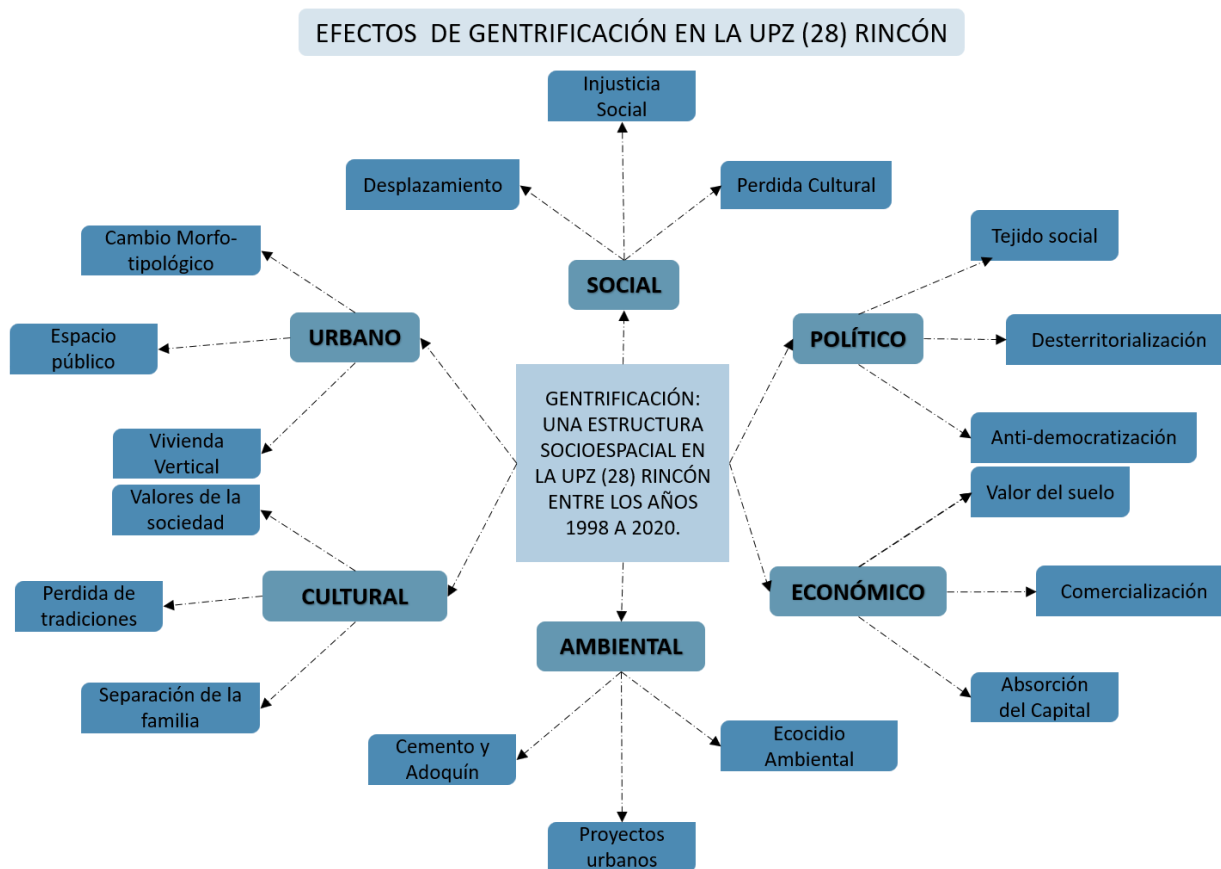 EFECTOS DE GENTRIFICACIÓN EN LA UPZ (28) RINCÓN
Injusticia
Social
Desplazamiento
Perdida Cultural
SOCIAL
Cambio Morfo-
tipológico
Espacio
público
URBANO
Vivienda
Vertical
Tejido social
POLÍTICO
Desterritorialización
Anti-democratización
GENTRIFICACIÓN:
UNA ESTRUCTURA
SOCIOESPACIAL EN
LA UPZ (28) RINCÓN
ENTRE LOS AÑOS
1998 A 2020.
Valores de la
sociedad
Perdida de
tradiciones
CULTURAL
Separación de la
familia
Valor del suelo
ECONÓMICO
Comercialización
Absorción
del Capital
AMBIENTAL
Cemento y
Adoquín
Ecocidio
Ambiental
Proyectos
urbanos